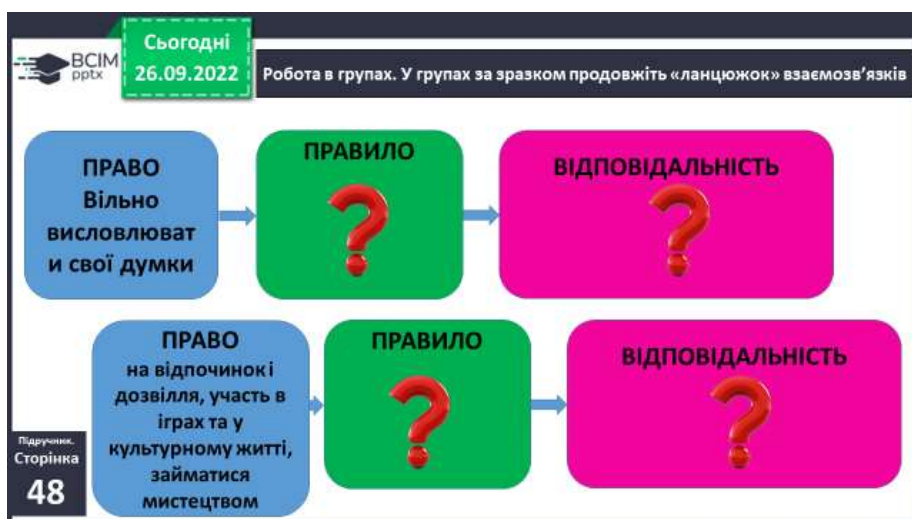 Сьогодні
26.09.2022
ВСІМ
pptx
Робота в групах. У групах за зразком продовжіть «ланцюжок» взаємозв’язків
ПРАВО
Вільно
висловлюват
и свої думки
ПРАВИЛО
?
ВІДПОВІДАЛЬНІСТЬ
?
ПРАВО
на відпочинок і
дозвілля, участь в
іграх та у
культурному житті,
займатися
мистецтвом
ПРАВИЛО
?
ВІДПОВІДАЛЬНІСТЬ
?
Підручник.
Сторінка
48